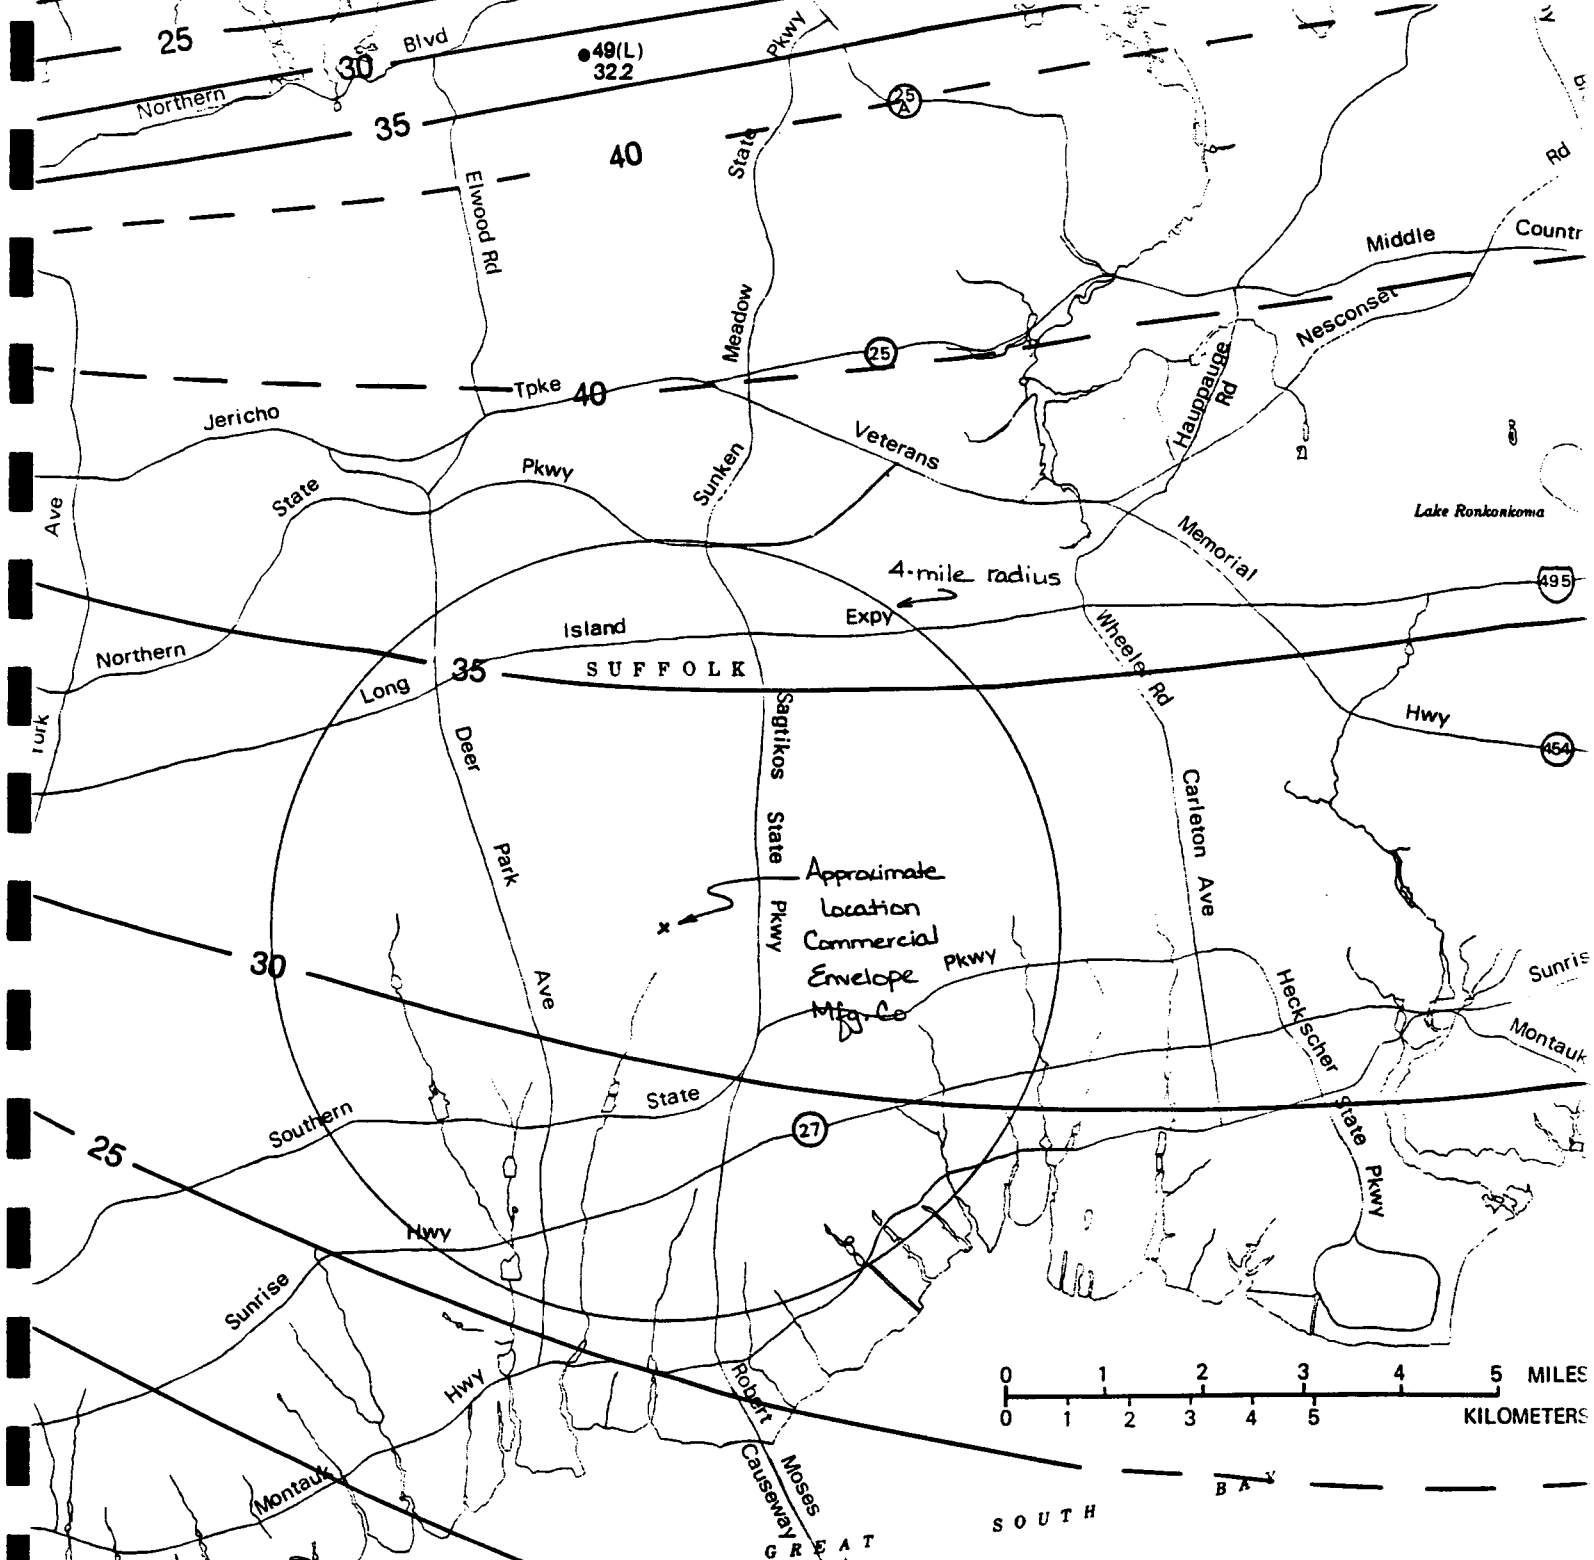 25
Blvd
30
49(L)
32.2
Pkwy
Northern
35
25
A
40
State
Rd
Elwood Rd
Middle
Countr
Meadow
Nesconset
25
Tpke
40
Jericho
Hauppauge
Rd
Veterans
Pkwy
State
Sunken
Ave
Lake Ronkonkoma
Memorial
4-mile radius
495
Island
Expy
Wheeler Rd
Northern
35
SUFFOLK
Long
Sagtikos
State
Pkwy
Hwy
454
Deer
Park
Ave
Carleton Ave
Approximate
Location
Commercial
Envelope
Mfg. Co
Pkwy
30
Sunris
Heckscher
State
Pkwy
Montauk
State
Southern
27
25
Hwy
Sunrise
0 1 2 3 4 5 MILES
0 1 2 3 4 5 KILOMETERS
Hwy
Robert
Moses
Causeway
Montauk
GREAT SOUTH BAY